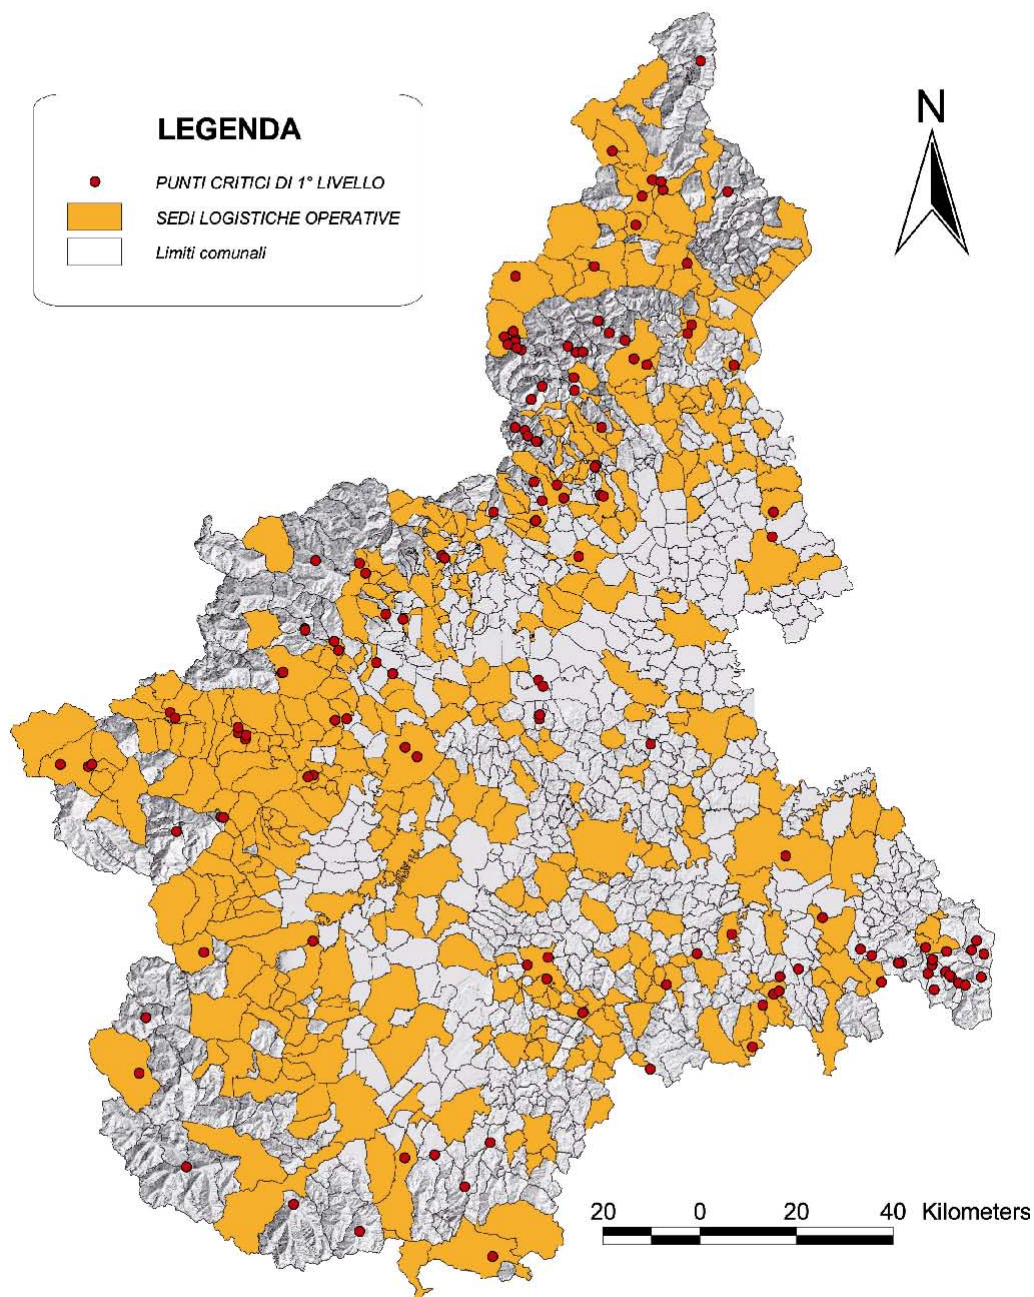 LEGENDA
PUNTI CRITICI DI 1° LIVELLO
SEDI LOGISTICHE OPERATIVE
Limiti comunali
N
20 0 20 40 Kilometers